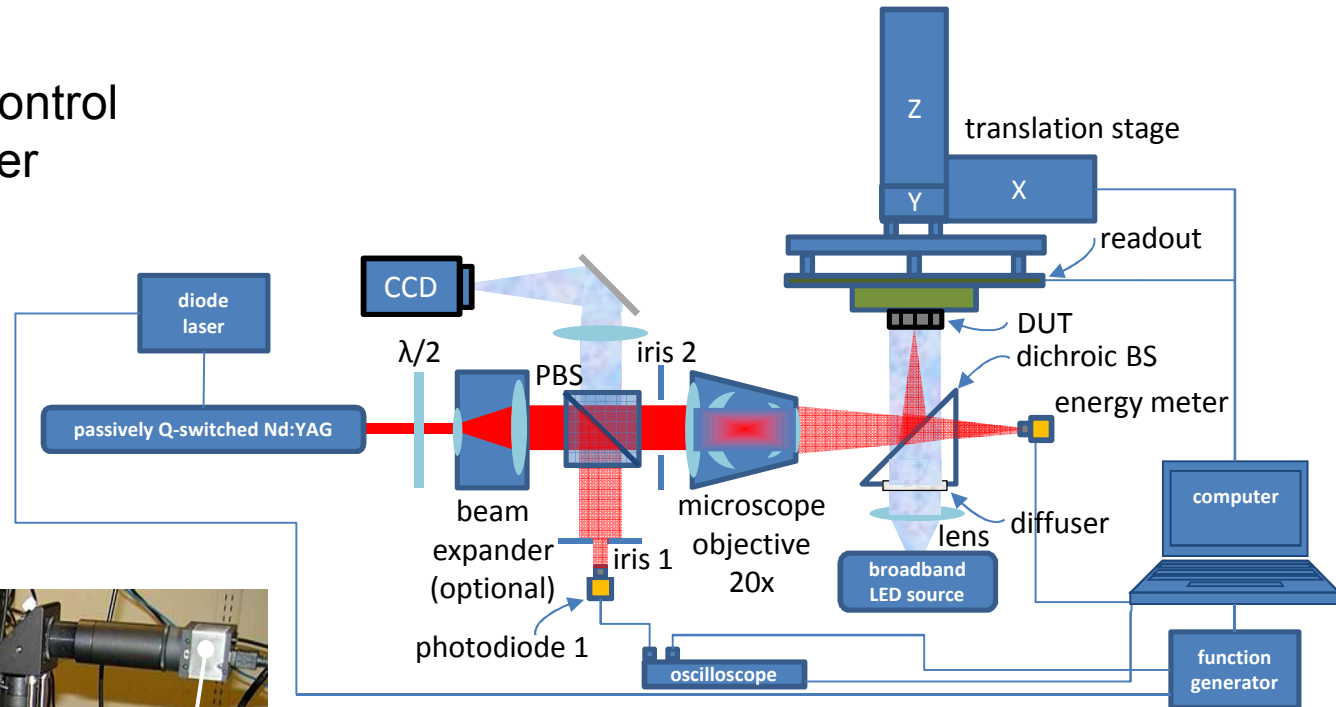 ontrol
er
Z
translation stage
Y
X
readout
diode
laser
CCD
DUT
dichroic BS
λ/2
PBS
iris 2
energy meter
passively Q-switched Nd:YAG
computer
beam
expander
(optional)
iris 1
microscope
objective
20x
lens
diffuser
broadband
LED source
photodiode 1
oscilloscope
function
generator